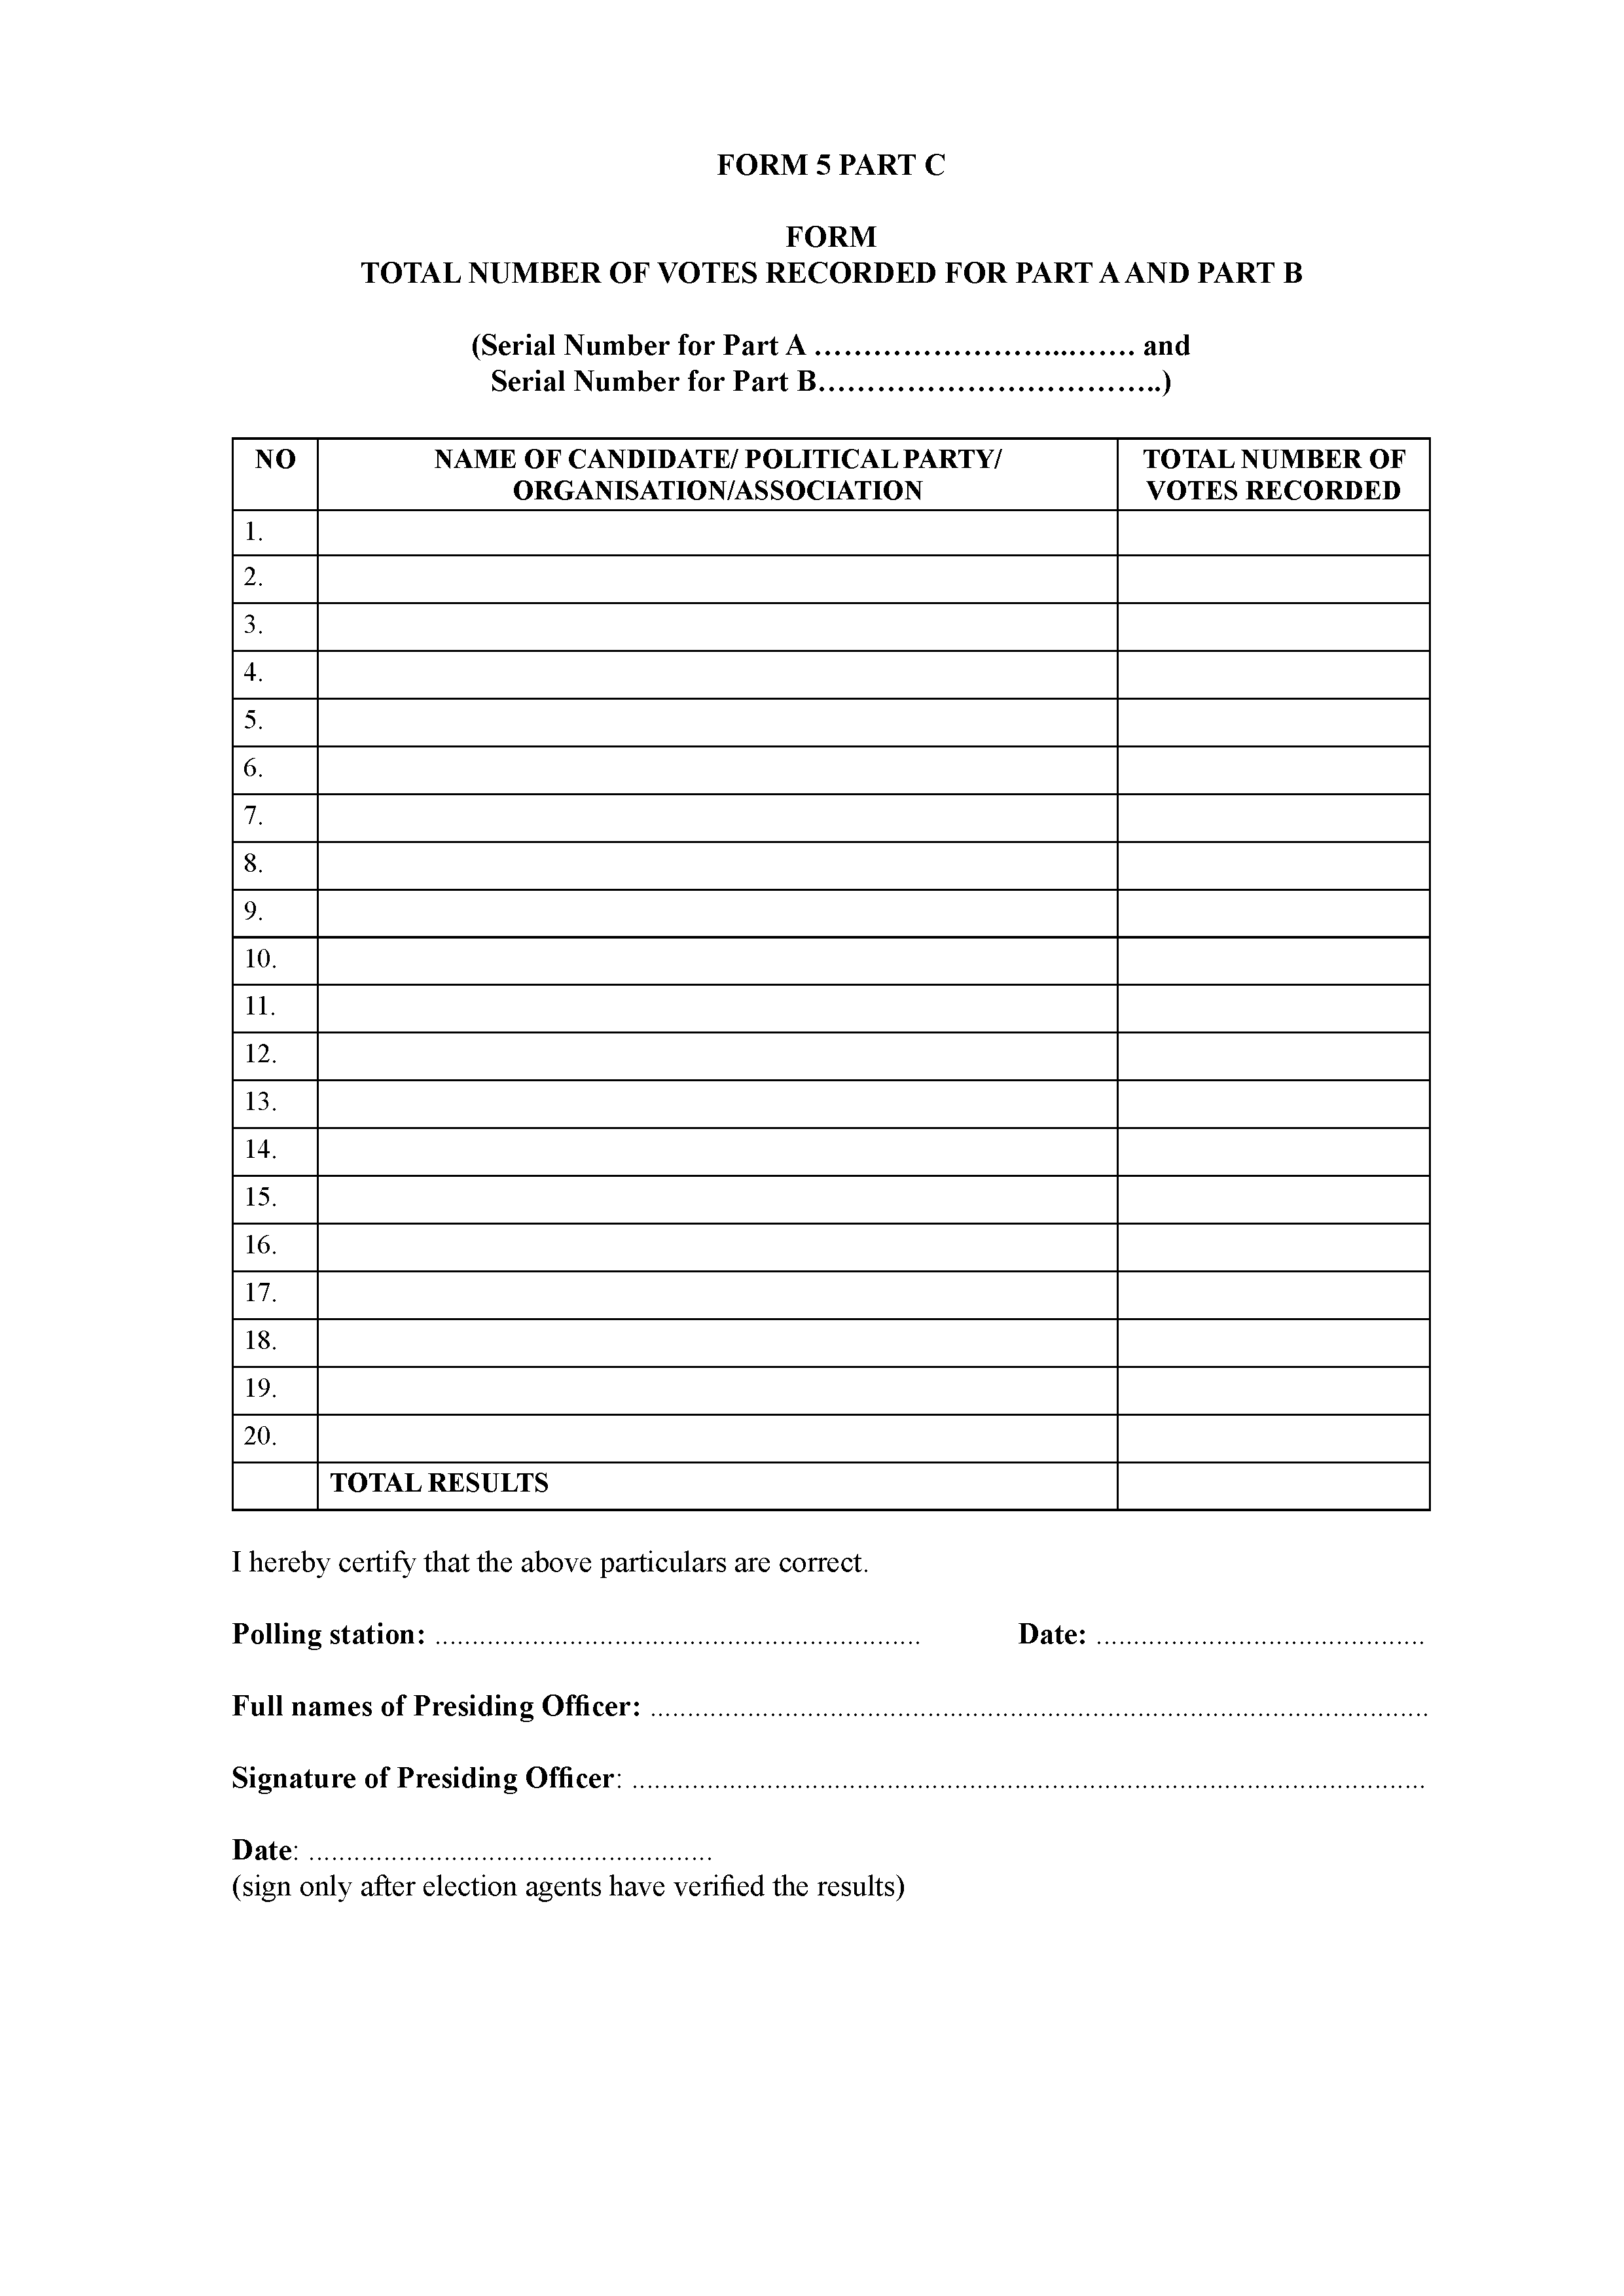 FORM 5 PART C
FORM
TOTAL NUMBER OF VOTES RECORDED FOR PART A AND PART B
(Serial Number for Part A ……………………...……. and
Serial Number for Part B……………………………..)
NO NAME OF CANDIDATE/ POLITICAL PARTY/ TOTAL NUMBER OF
ORGANISATION/ASSOCIATION VOTES RECORDED
1.
2.
3.
4.
5.
6.
7.
8.
9.
10.
11.
12.
13.
14.
15.
16.
17.
18.
19.
20.
TOTAL RESULTS
I hereby certify that the above particulars are correct.
Polling station: ................................................................. Date: ............................................
Full names of Presiding Officer: ........................................................................................................
Signature of Presiding Officer: ..........................................................................................................
Date: ......................................................
(sign only after election agents have verified the results)